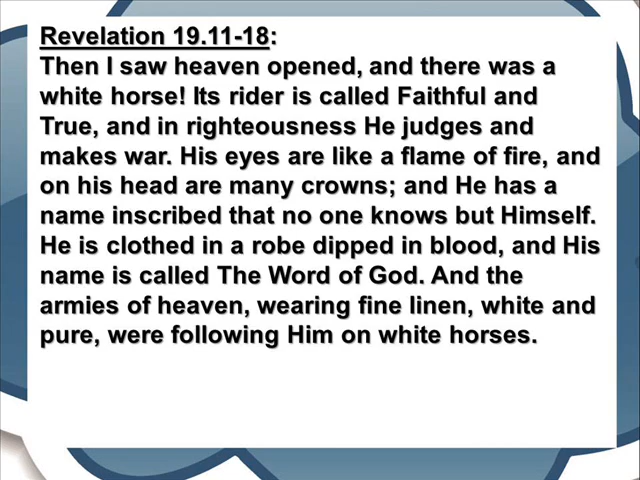 Revelation 19.11-18:
Then I saw heaven opened, and there was a
white horse! Its rider is called Faithful and
True, and in righteousness He judges and
makes war. His eyes are like a flame of fire, and
on his head are many crowns; and He has a
name inscribed that no one knows but Himself.
He is clothed in a robe dipped in blood, and His
name is called The Word of God. And the
armies of heaven, wearing fine linen, white and
pure, were following Him on white horses.